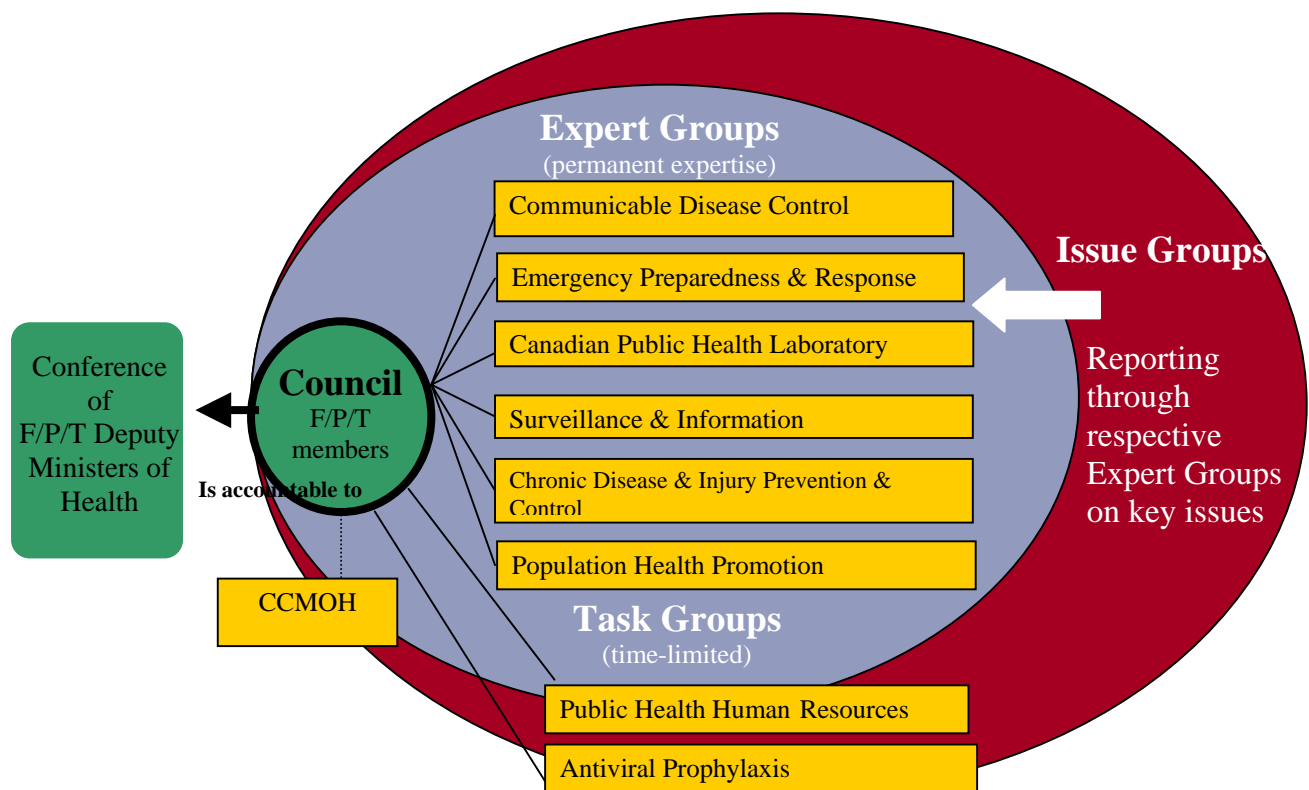 Expert Groups
(permanent expertise)
Communicable Disease Control
Emergency Preparedness & Response
Canadian Public Health Laboratory
Surveillance & Information
Chronic Disease & Injury Prevention &
Control
Population Health Promotion
Task Groups
(time-limited)
Public Health Human Resources
Antiviral Prophylaxis
Issue Groups
Reporting
through
respective
Expert Groups
on key issues
Council
F/P/T
members
Is accountable to
Conference
of
F/P/T Deputy
Ministers of
Health
CCMOH